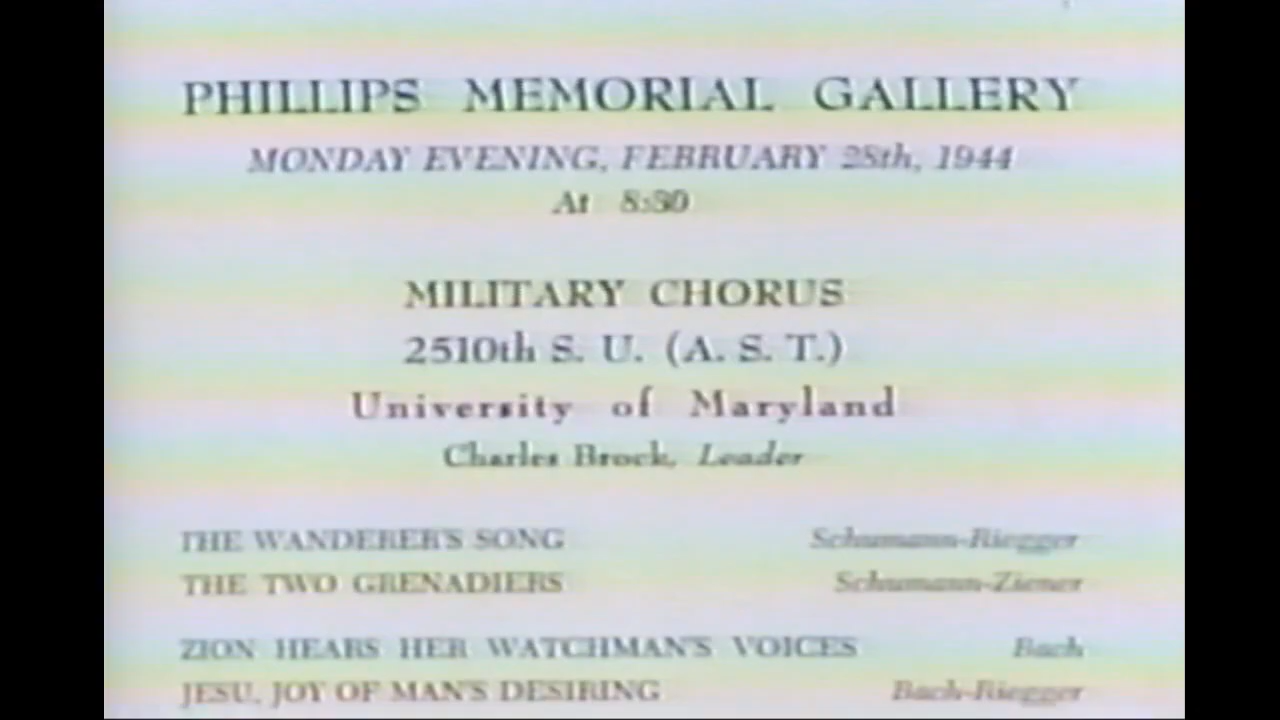 PHILLIPS MEMORIAL GALLERY
MONDAY EVENING, FEBRUARY 28th, 1944
At 8:30
MILITARY CHORUS
2510th S. U. (A. S. T.)
University of Maryland
Charles Brock, Leader
THE WANDERER'S SONG Schumann-Riegger
THE TWO GRENADIERS Schumann-Ziener
ZION HEARS HER WATCHMAN'S VOICES Bach
JESU, JOY OF MAN'S DESIRING Bach-Riegger